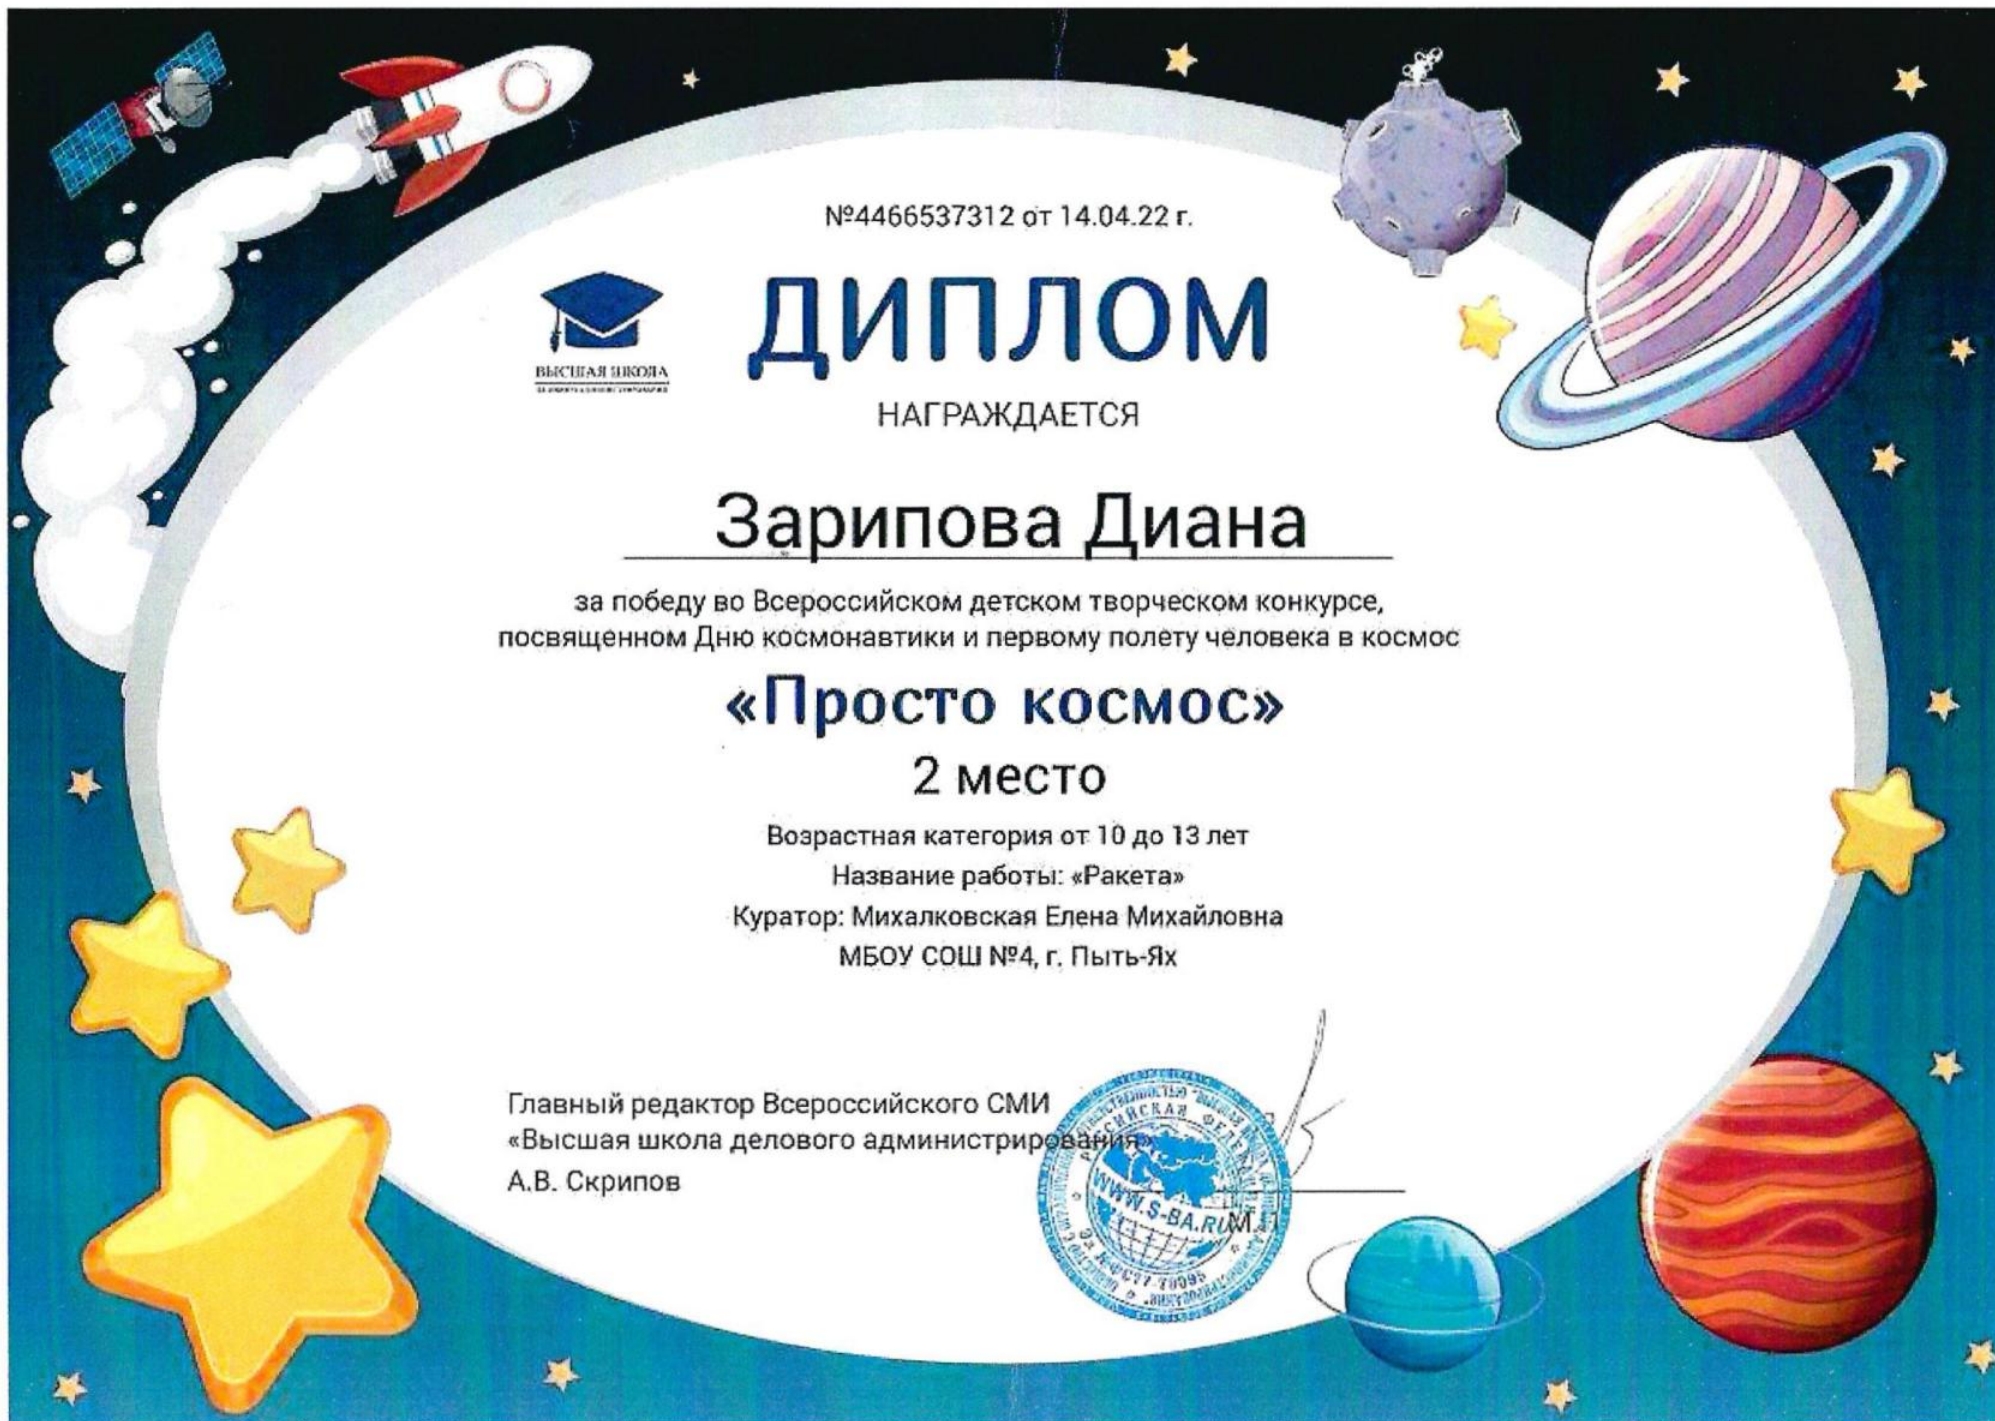 №4466537312 от 14.04.22 г.
ДИПЛОМ
ВЫСШАЯ ШКОЛА
НАГРАЖДАЕТСЯ
Зарипова Диана
за победу во Всероссийском детском творческом конкурсе,
посвященном Дню космонавтики и первому полету человека в космос
«Просто космос»
2 место
Возрастная категория от 10 до 13 лет
Название работы: «Ракета»
Куратор: Михалковская Елена Михайловна
МБОУ СОШ №4, г. Пыть-Ях
Главный редактор Всероссийского СМИ
«Высшая школа делового администрирования»
А.В. Скрипов
РОССИЙСКАЯ ФЕДЕРАЦИЯ
WWW.S-BA.RU
М.